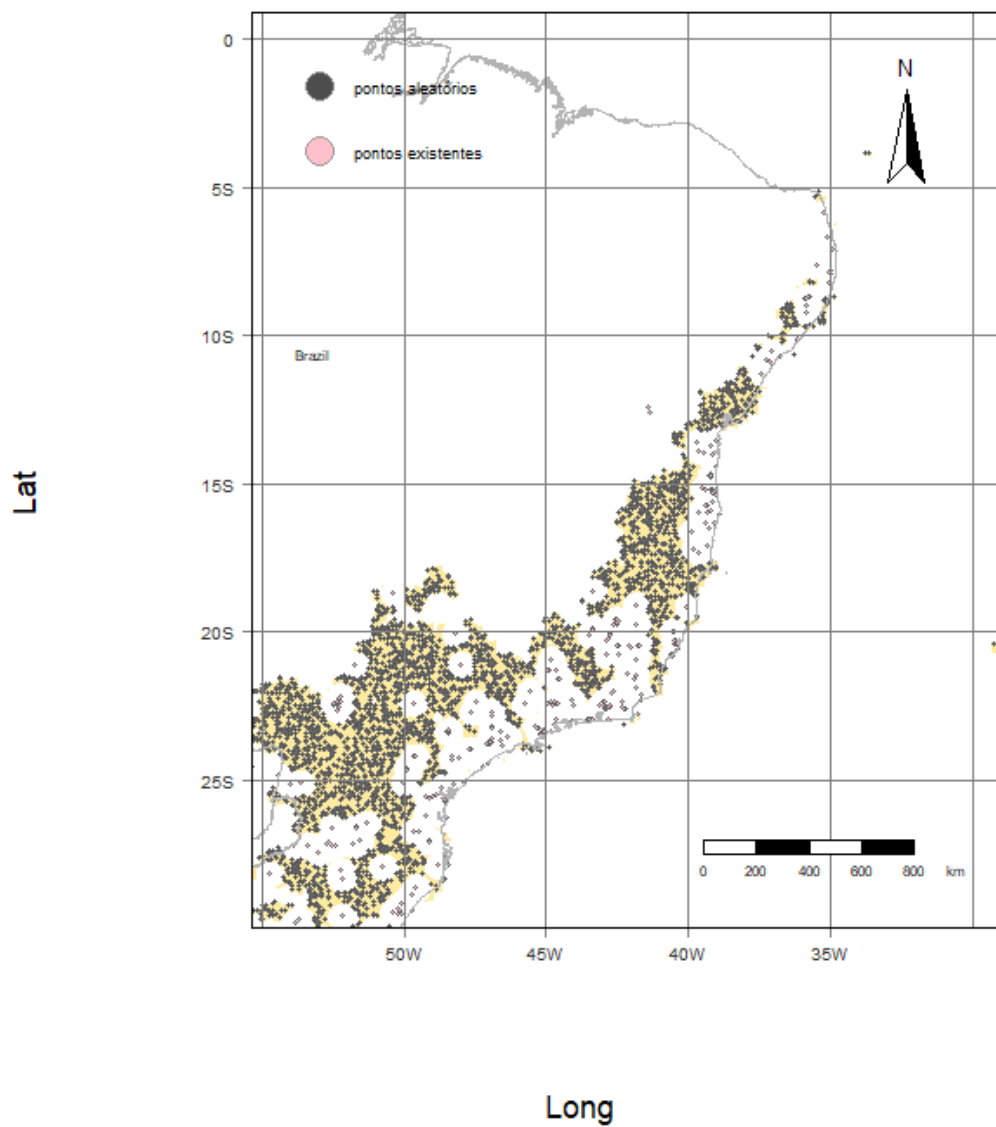 0
pontos aleatórios
N
pontos existentes
5S
10S
Brazil
15S
Lat
20S
25S
0 200 400 600 800 km
50W 45W 40W 35W
Long